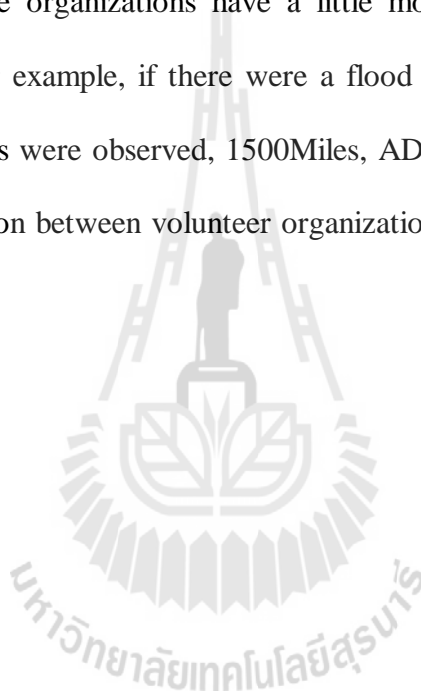 e organizations have a little mo
example, if there were a flood
s were observed, 1500Miles, AD
on between volunteer organizatio
มหาวิทยาลัยเทคโนโลยีสุรนารี